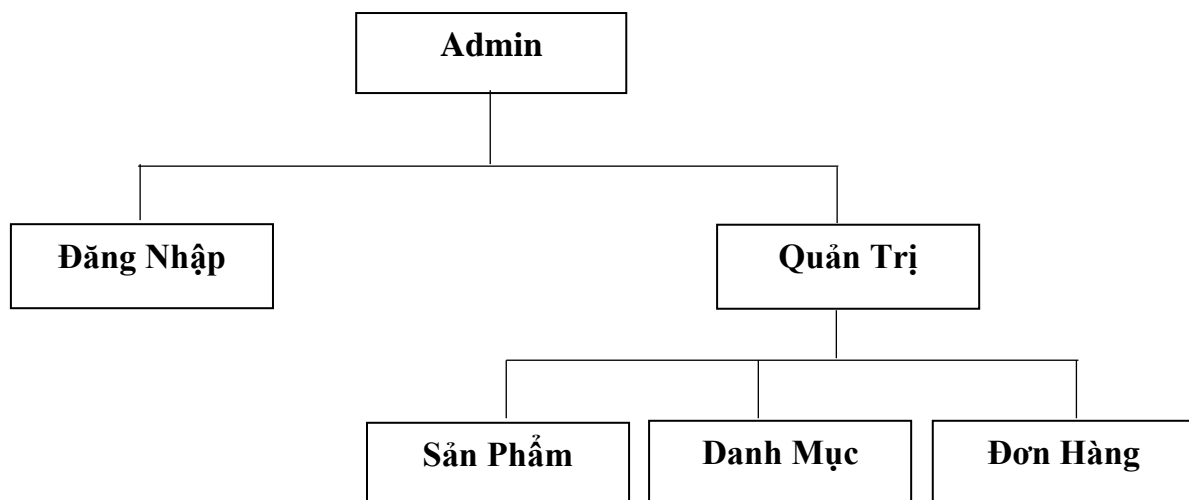 Admin
Đăng Nhập
Quản Trị
Sản Phẩm
Danh Mục
Đơn Hàng